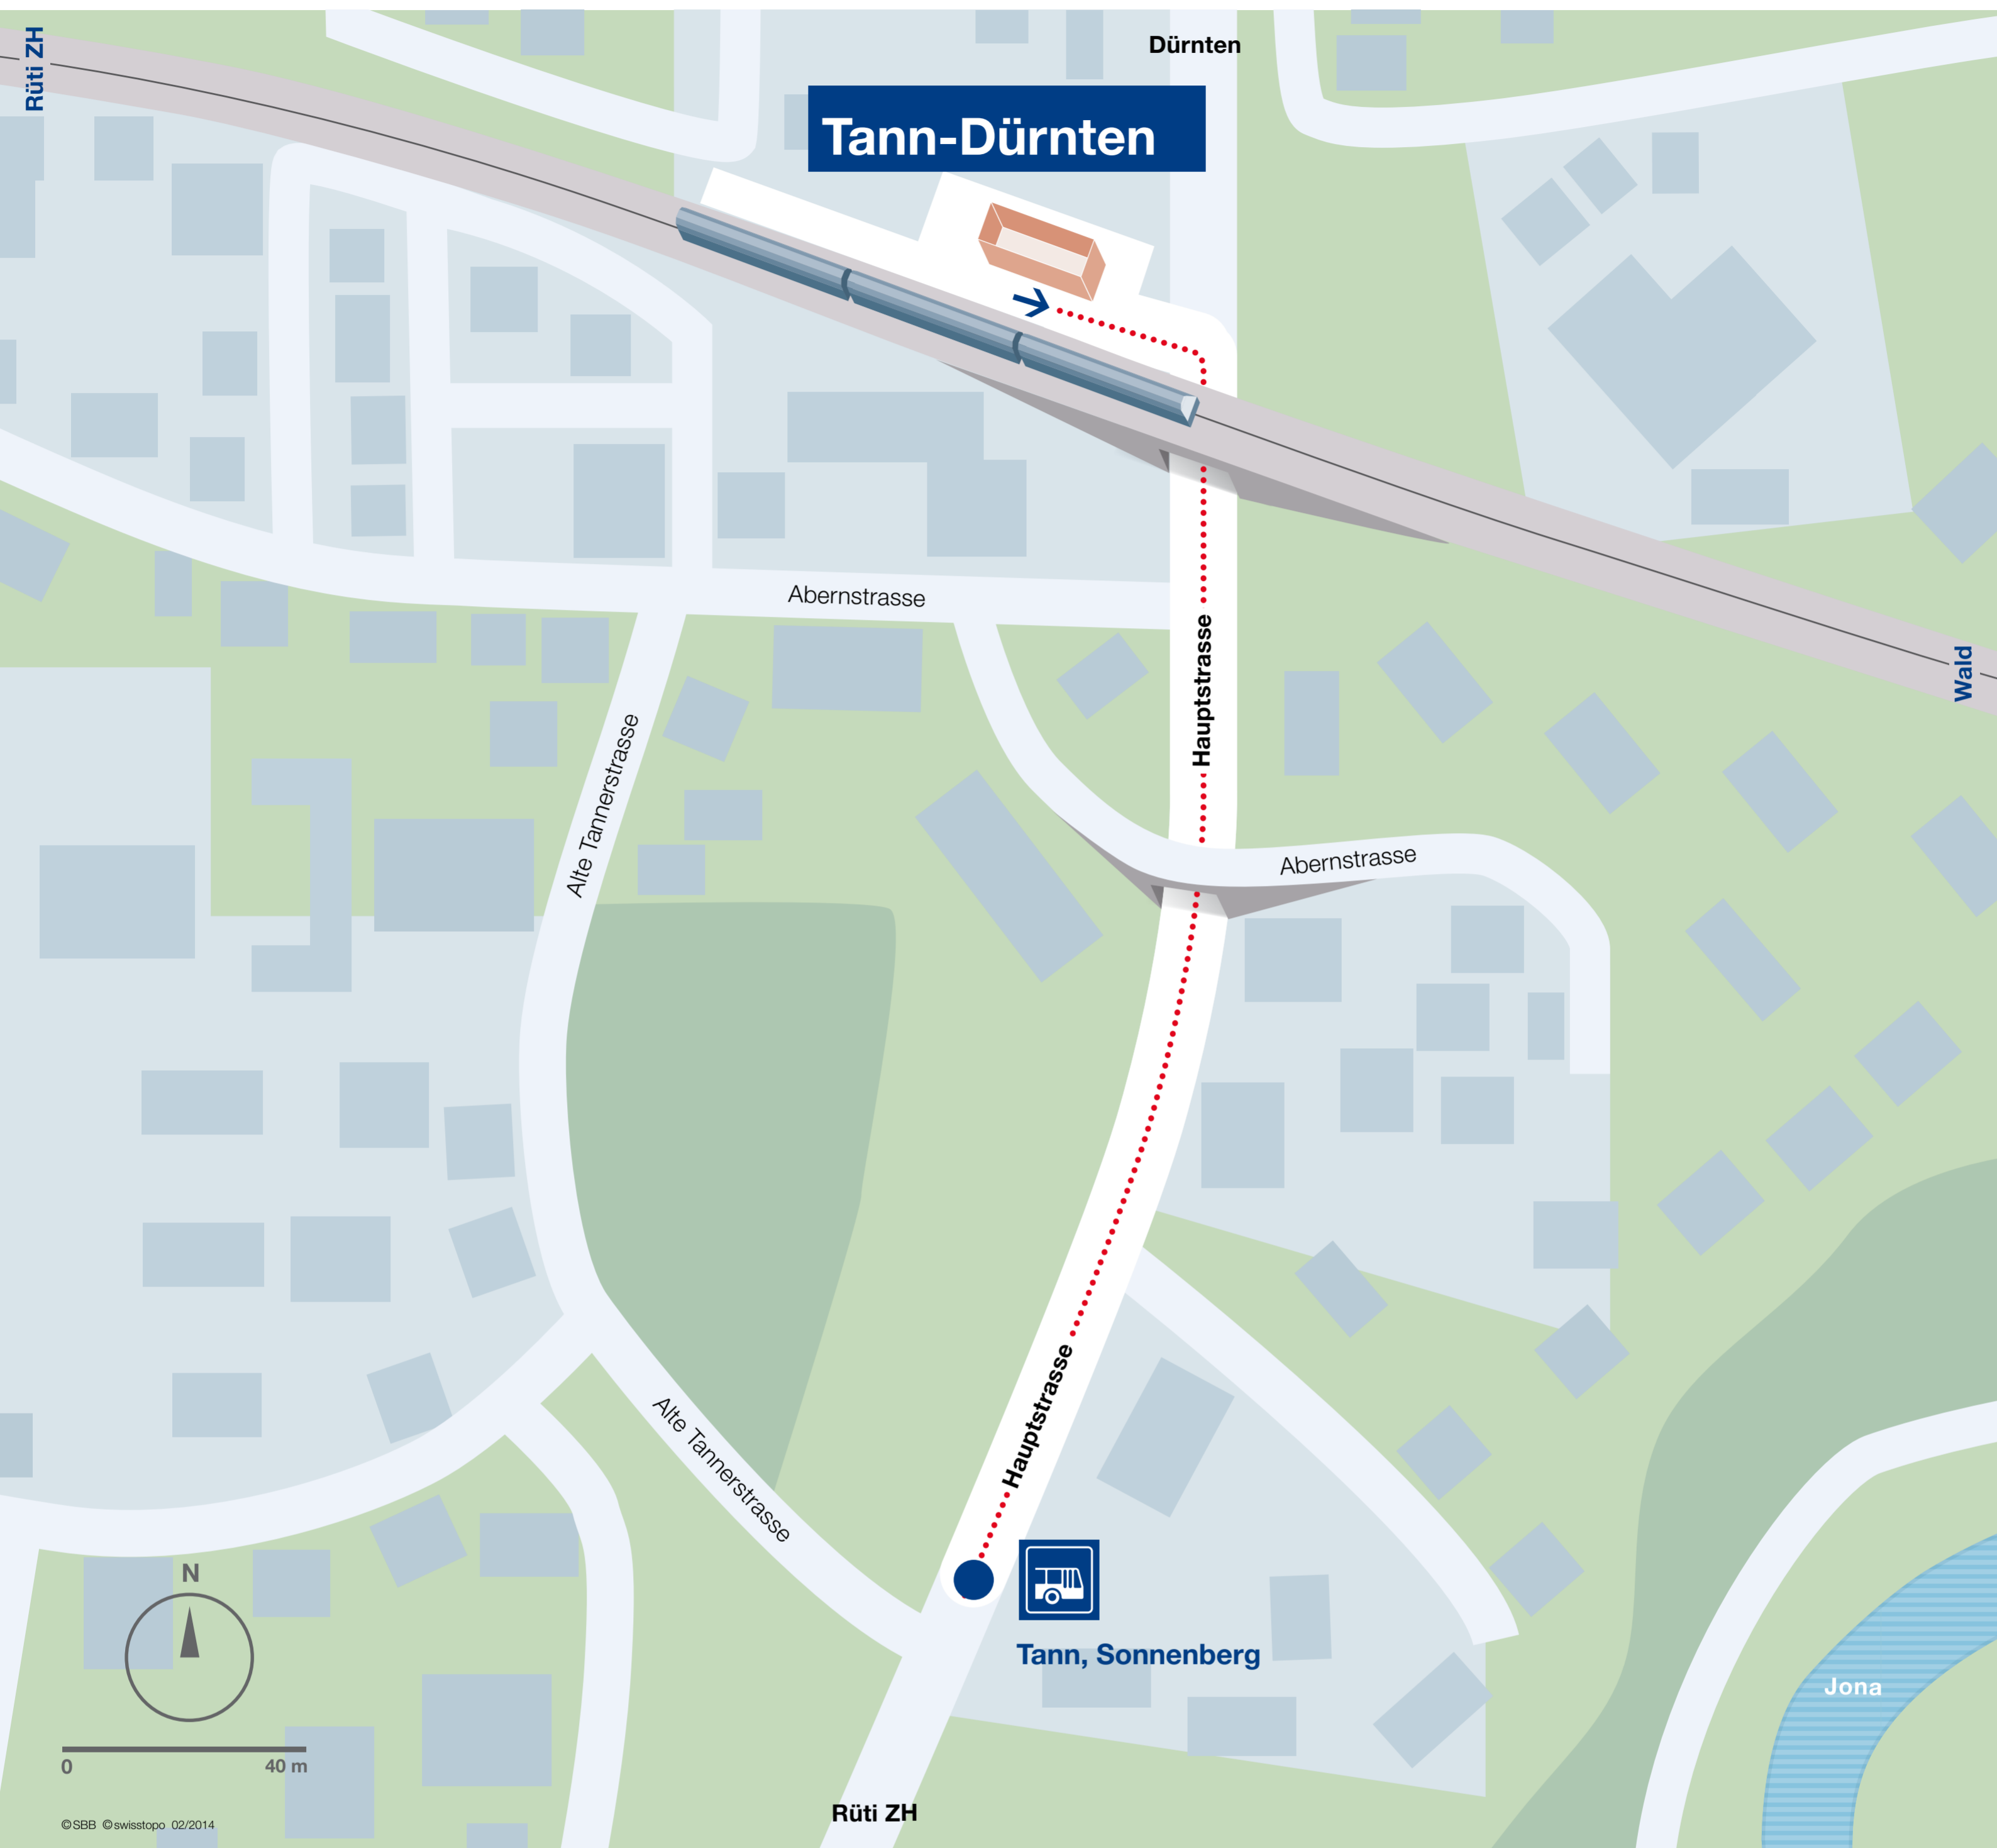 Rüti ZH
Dürnten
Tann-Dürnten
Abernstrasse
Hauptstrasse
Wald
Alte Tannerstrasse
Abernstrasse
Hauptstrasse
Alte Tannerstrasse
Tann, Sonnenberg
N
Jona
0 40 m
Rüti ZH
© SBB © swisstopo 02/2014